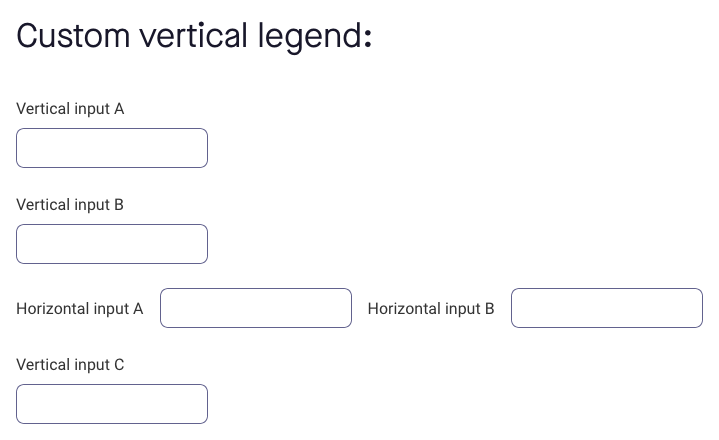 Custom vertical legend:
Vertical input A
Vertical input B
Horizontal input A Horizontal input B
Vertical input C